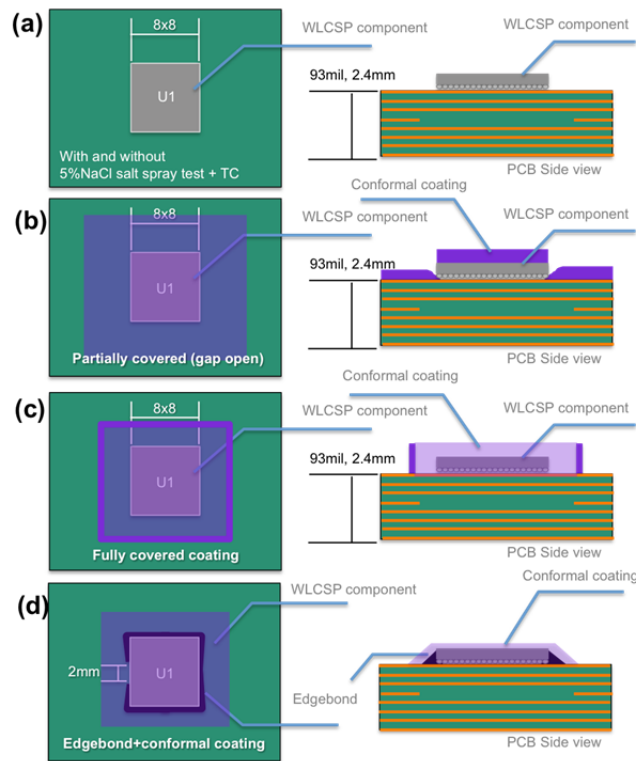 (a)
8x8
WLCSP component
U1
With and without
5%NaCl salt spray test + TC
WLCSP component
93mil, 2.4mm
PCB Side view
(b)
8x8
WLCSP component
U1
Partially covered (gap open)
Conformal coating
WLCSP component
93mil, 2.4mm
PCB Side view
(c)
8x8
WLCSP component
U1
Fully covered coating
Conformal coating
WLCSP component
93mil, 2.4mm
PCB Side view
(d)
WLCSP component
2mm
U1
Edgebond+conformal coating
Conformal coating
Edgebond
PCB Side view